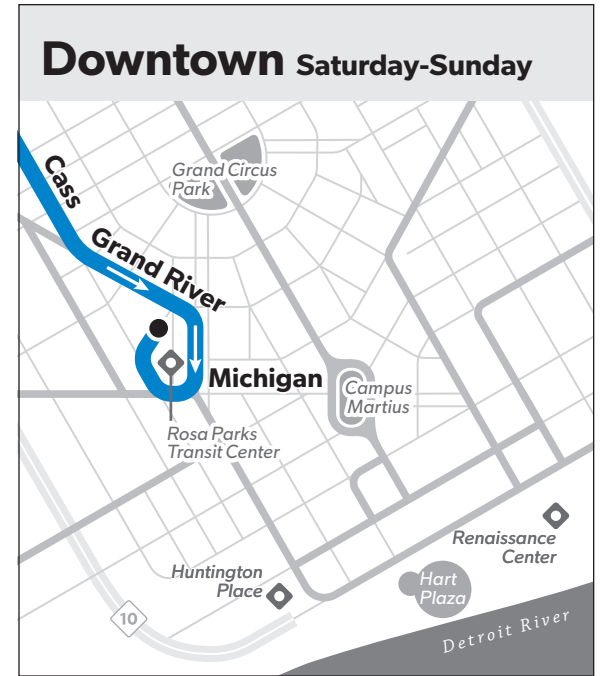 Downtown Saturday-Sunday
Cass
Grand Circus
Park
Grand River
Michigan
Campus
Martius
Rosa Parks
Transit Center
Renaissance
Center
Huntington
Place
Hart
Plaza
10
Detroit River